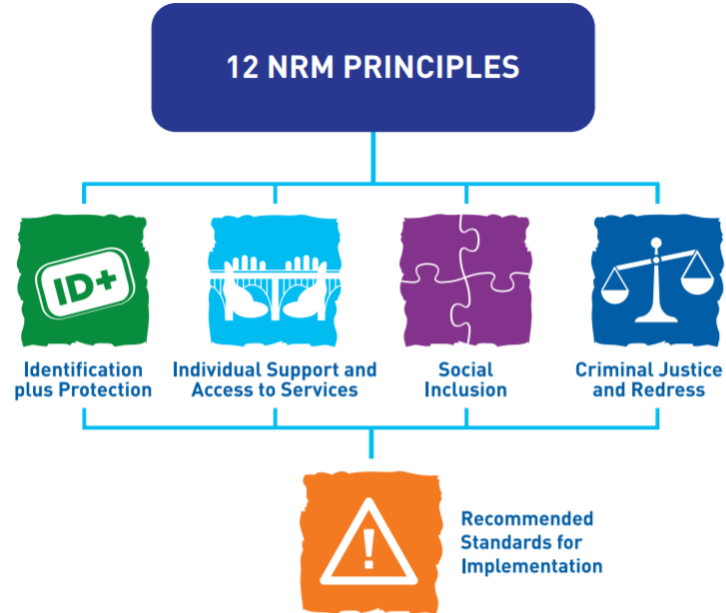 12 NRM PRINCIPLES
ID+
Identification
plus Protection
Individual Support and
Access to Services
Social
Inclusion
Criminal Justice
and Redress
!
Recommended
Standards for
Implementation